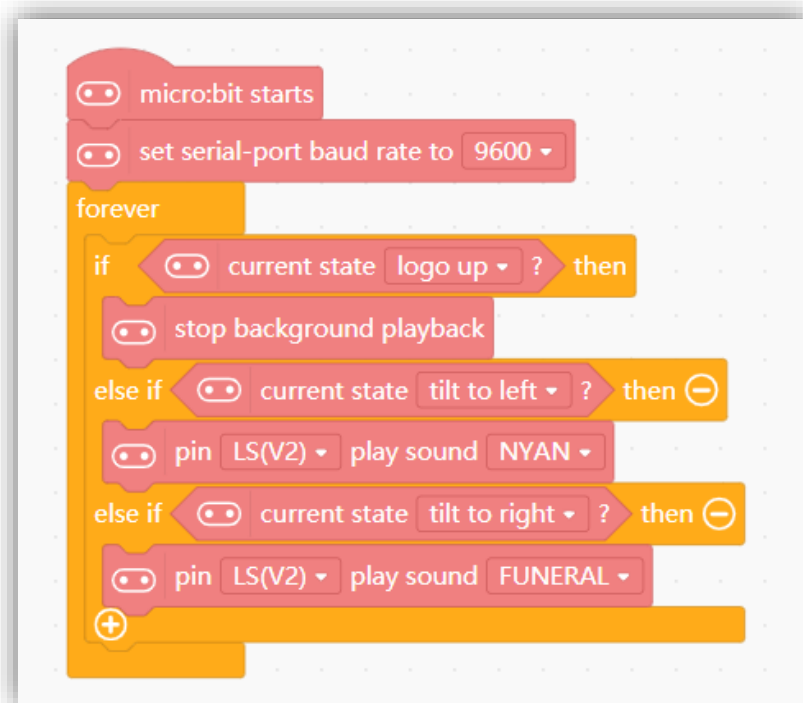 micro:bit starts
set serial-port baud rate to 9600
forever
if current state logo up ? then
stop background playback
else if current state tilt to left ? then
pin LS(V2) play sound NYAN
else if current state tilt to right ? then
pin LS(V2) play sound FUNERAL